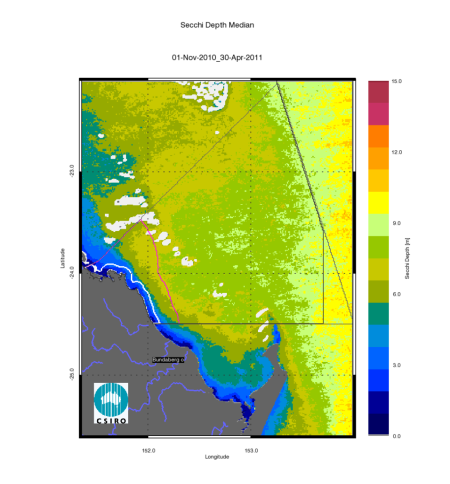 Secchi Depth Median
01-Nov-2010_30-Apr-2011
15.0
12.0
9.0
6.0
3.0
0.0
Secchi Depth [m]
-23.0
-24.0
-25.0
Latitude
Bundaberg o
CSIRO
152.0
153.0
Longitude